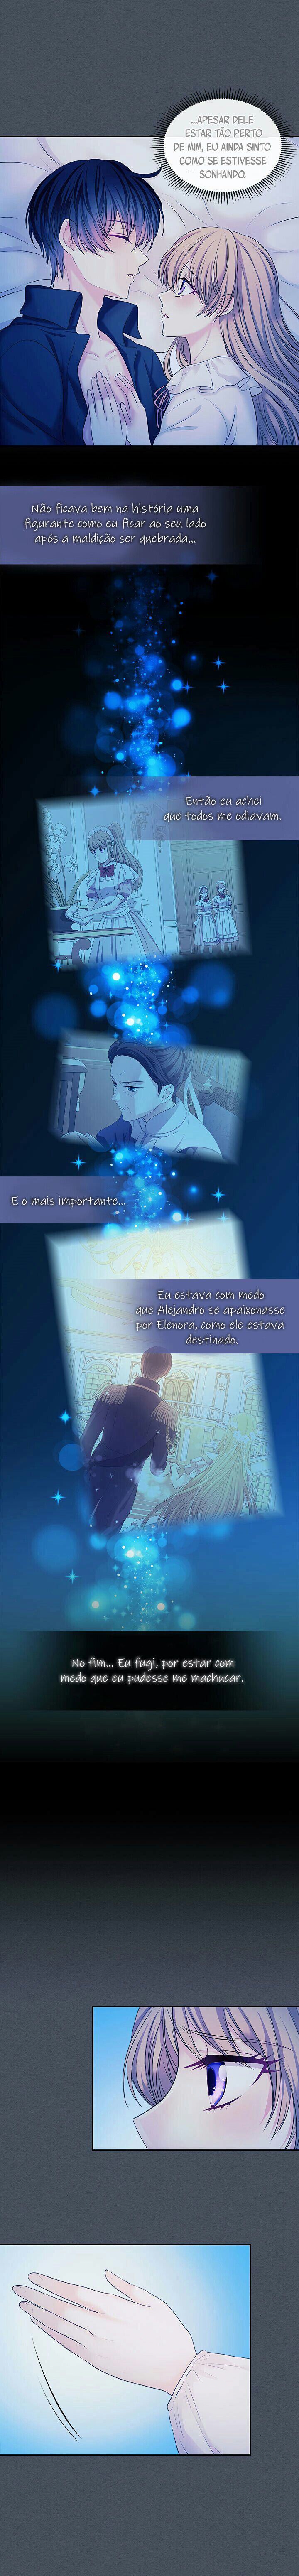 ...APESAR DELE
ESTAR TÃO PERTO
DE MIM, EU AINDA SINTO
COMO SE ESTIVESSE
SONHANDO.
Não ficava bem na história uma
figurante como eu ficar ao seu lado
após a maldição ser quebrada...
Então eu achei
que todos me odiavam.
E o mais importante...
Eu estava com medo
que Alejandro se apaixonasse
por Elenora, como ele estava
destinado.
No fim... Eu fugi, por estar com
medo que eu pudesse me machucar.